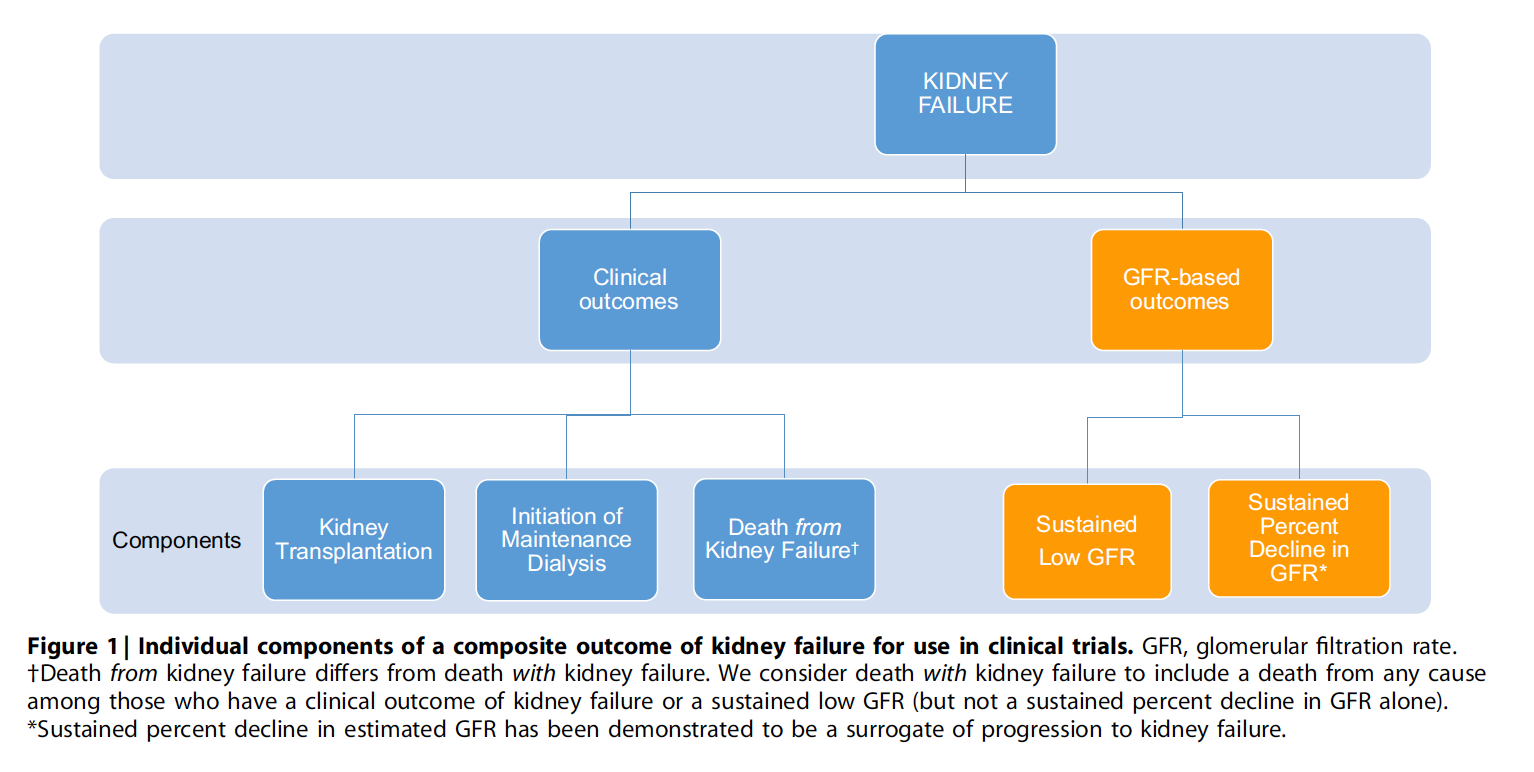 KIDNEY
FAILURE
Clinical
outcomes
GFR-based
outcomes
Components
Kidney
Transplantation
Initiation of
Maintenance
Dialysis
Death from
Kidney Failure†
Sustained
Low GFR
Sustained
Percent
Decline in
GFR*
Figure 1| Individual components of a composite outcome of kidney failure for use in clinical trials. GFR, glomerular filtration rate.
†Death from kidney failure differs from death with kidney failure. We consider death with kidney failure to include a death from any cause
among those who have a clinical outcome of kidney failure or a sustained low GFR (but not a sustained percent decline in GFR alone).
*Sustained percent decline in estimated GFR has been demonstrated to be a surrogate of progression to kidney failure.